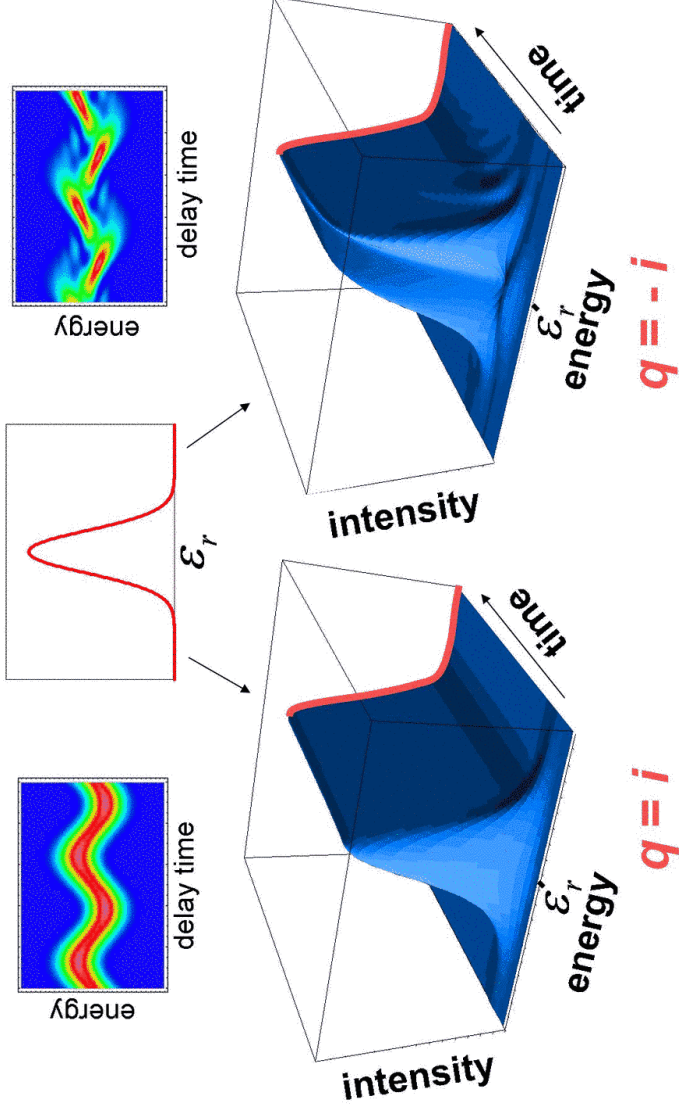 energy
delay time
ε_r
energy
delay time
intensity
ε'_r
energy
time
q = i
intensity
ε'_r
energy
time
q = - i